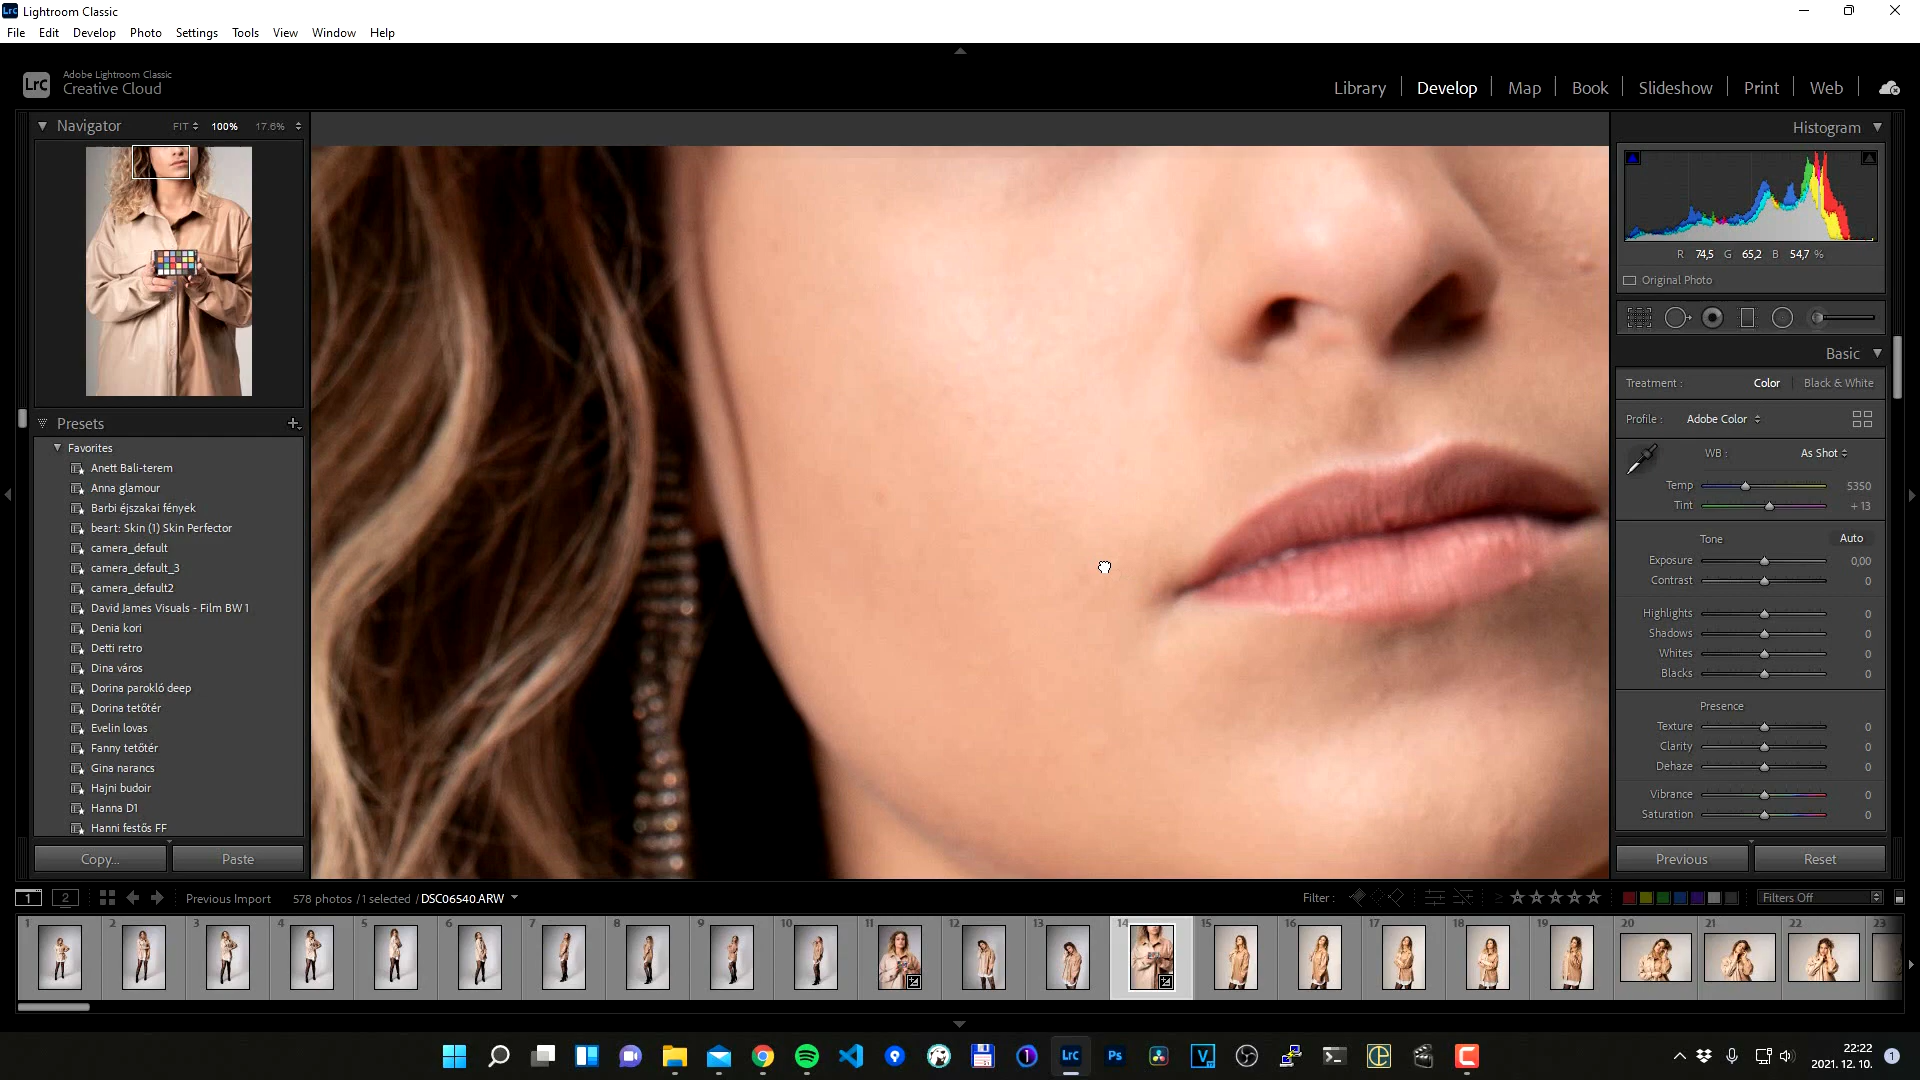 Lightroom Classic
File Edit Develop Photo Settings Tools View Window Help
LrC Adobe Lightroom Classic
Creative Cloud
Library Develop Map Book Slideshow Print Web
Navigator FIT 100% 17.6%
Histogram
R 74,5 G 65,2 B 54,7 %
Original Photo
Basic
Treatment : Color Black & White
Profile : Adobe Color
WB : As Shot
Temp 5350
Tint + 13
Tone Auto
Exposure 0,00
Contrast 0
Highlights 0
Shadows 0
Whites 0
Blacks 0
Presence
Texture 0
Clarity 0
Dehaze 0
Vibrance 0
Saturation 0
Previous Reset
Presets
Favorites
Anett Bali-terem
Anna glamour
Barbi éjszakai fények
beart: Skin (1) Skin Perfector
camera_default
camera_default_3
camera_default2
David James Visuals - Film BW 1
Denia kori
Detti retro
Dina város
Dorina parokló deep
Dorina tetőtér
Evelin lovas
Fanny tetőtér
Gina narancs
Hajni budoir
Hanna D1
Hanni festős FF
Copy... Paste
1 2 Previous Import 578 photos / 1 selected / DSC06540.ARW Filter : Filters Off
1 2 3 4 5 6 7 8 9 10 11 12 13 14 15 16 17 18 19 20 21 22 23
LrC Ps
22:22
2021. 12. 10.
1